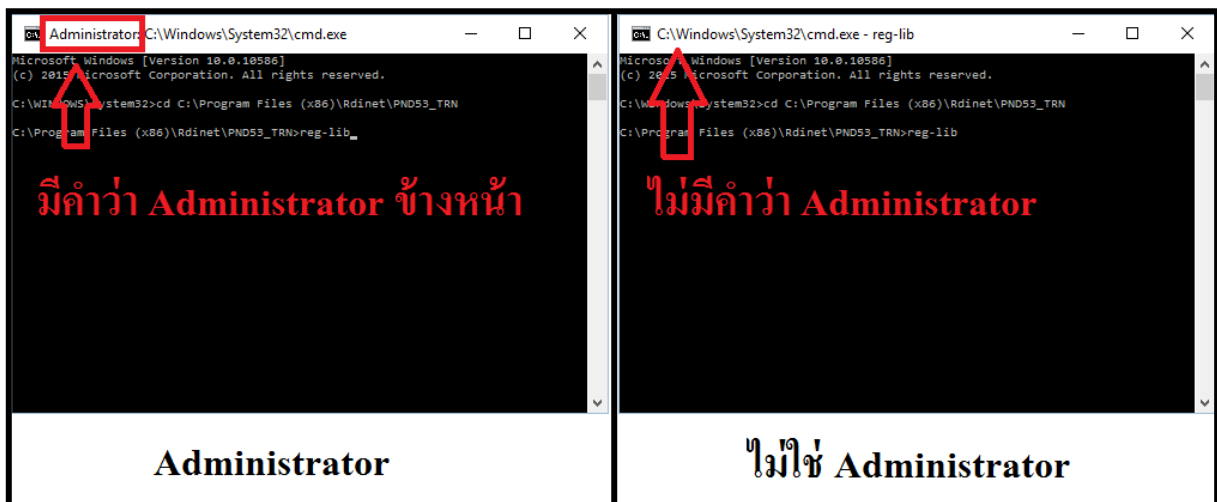 Administrator: C:\Windows\System32\cmd.exe
Microsoft Windows [Version 10.0.10586]
(c) 2015 Microsoft Corporation. All rights reserved.
C:\WINDOWS\system32>cd C:\Program Files (x86)\Rdinet\PND53_TRN
C:\Program Files (x86)\Rdinet\PND53_TRN>reg-lib_
มีคำว่า Administrator ข้างหน้า
Administrator
C:\Windows\System32\cmd.exe - reg-lib
Microsoft Windows [Version 10.0.10586]
(c) 2015 Microsoft Corporation. All rights reserved.
C:\Windows\System32>cd C:\Program Files (x86)\Rdinet\PND53_TRN
C:\Program Files (x86)\Rdinet\PND53_TRN>reg-lib
ไม่มีคำว่า Administrator
ไม่ใช่ Administrator